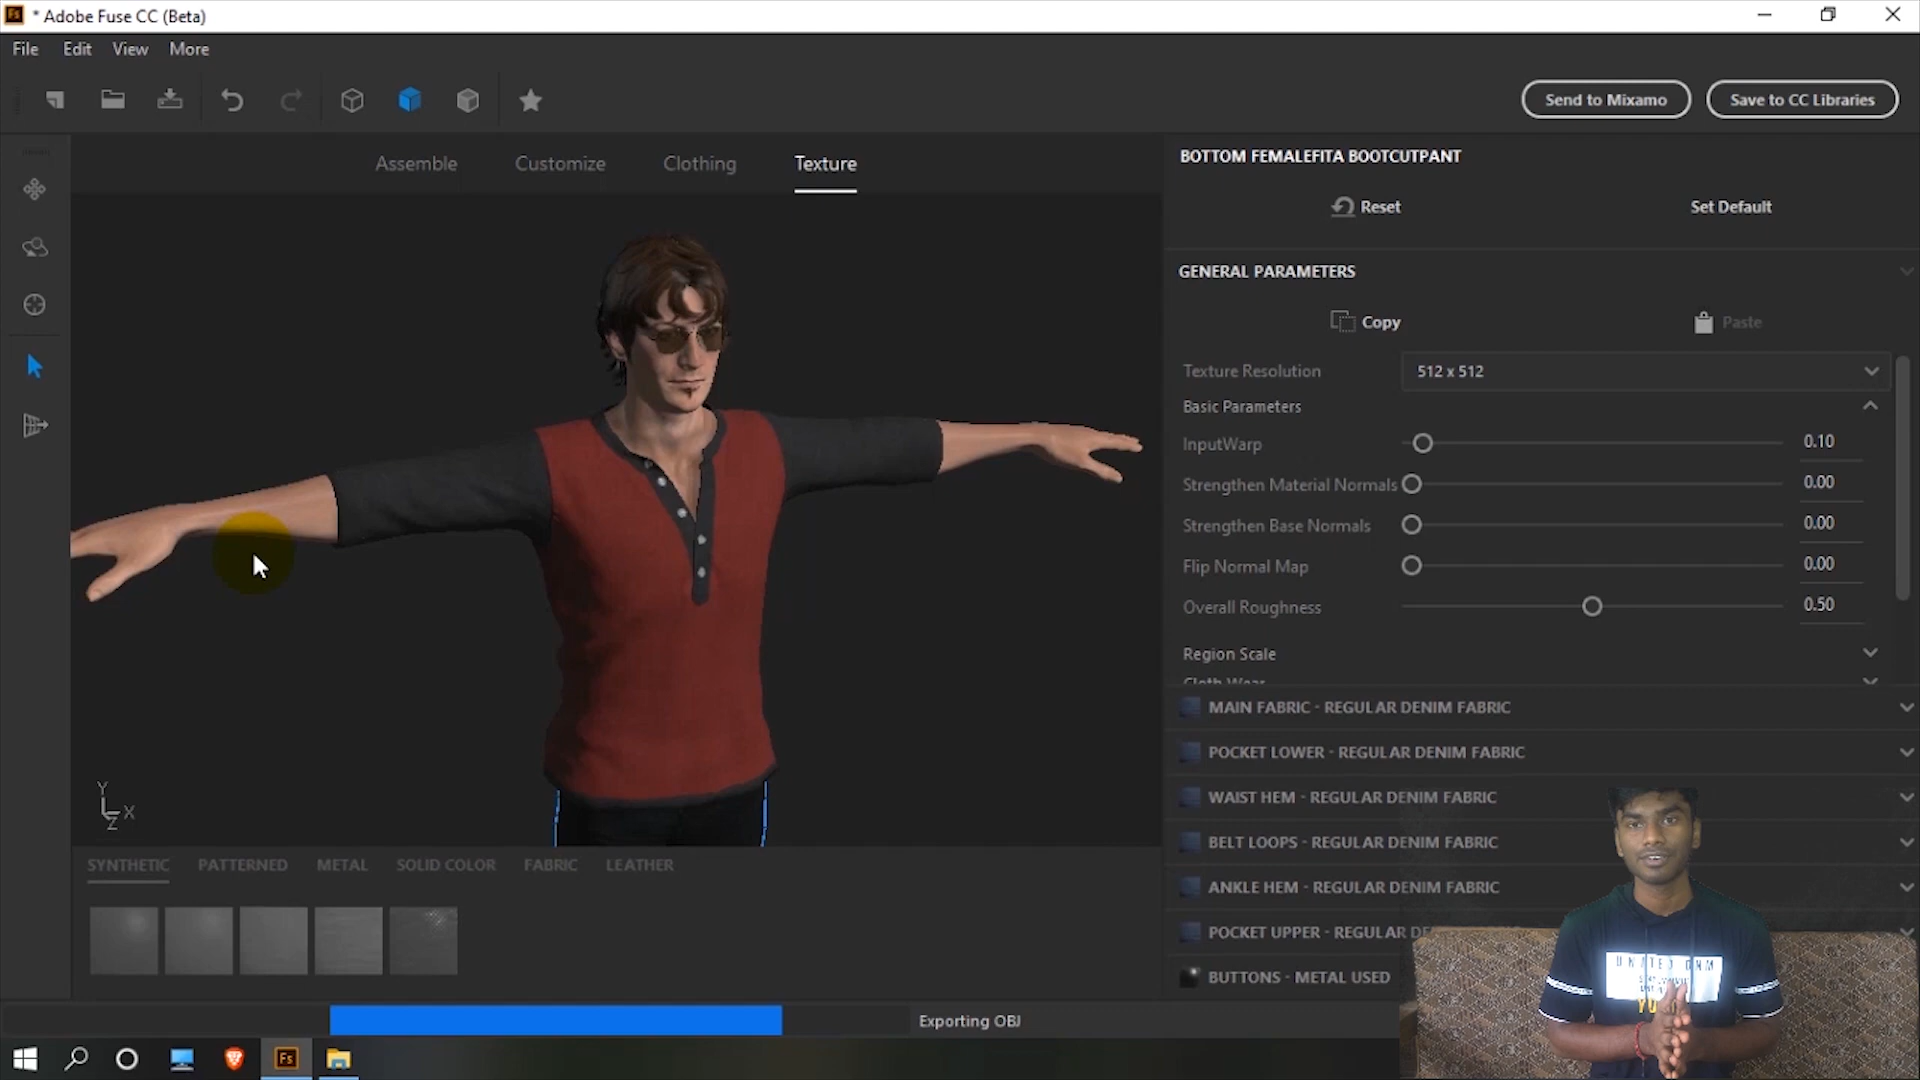 * Adobe Fuse CC (Beta)
File Edit View More
Send to Mixamo Save to CC Libraries
Assemble Customize Clothing Texture
BOTTOM FEMALEFITA BOOTCUTPANT
Reset Set Default
GENERAL PARAMETERS
Copy Paste
Texture Resolution 512 x 512
Basic Parameters
InputWarp 0.10
Strengthen Material Normals 0.00
Strengthen Base Normals 0.00
Flip Normal Map 0.00
Overall Roughness 0.50
Region Scale
Cloth Wear
MAIN FABRIC - REGULAR DENIM FABRIC
POCKET LOWER - REGULAR DENIM FABRIC
WAIST HEM - REGULAR DENIM FABRIC
BELT LOOPS - REGULAR DENIM FABRIC
ANKLE HEM - REGULAR DENIM FABRIC
POCKET UPPER - REGULAR DE
BUTTONS - METAL USED
Y
X
Z
SYNTHETIC PATTERNED METAL SOLID COLOR FABRIC LEATHER
Exporting OBJ
Fs